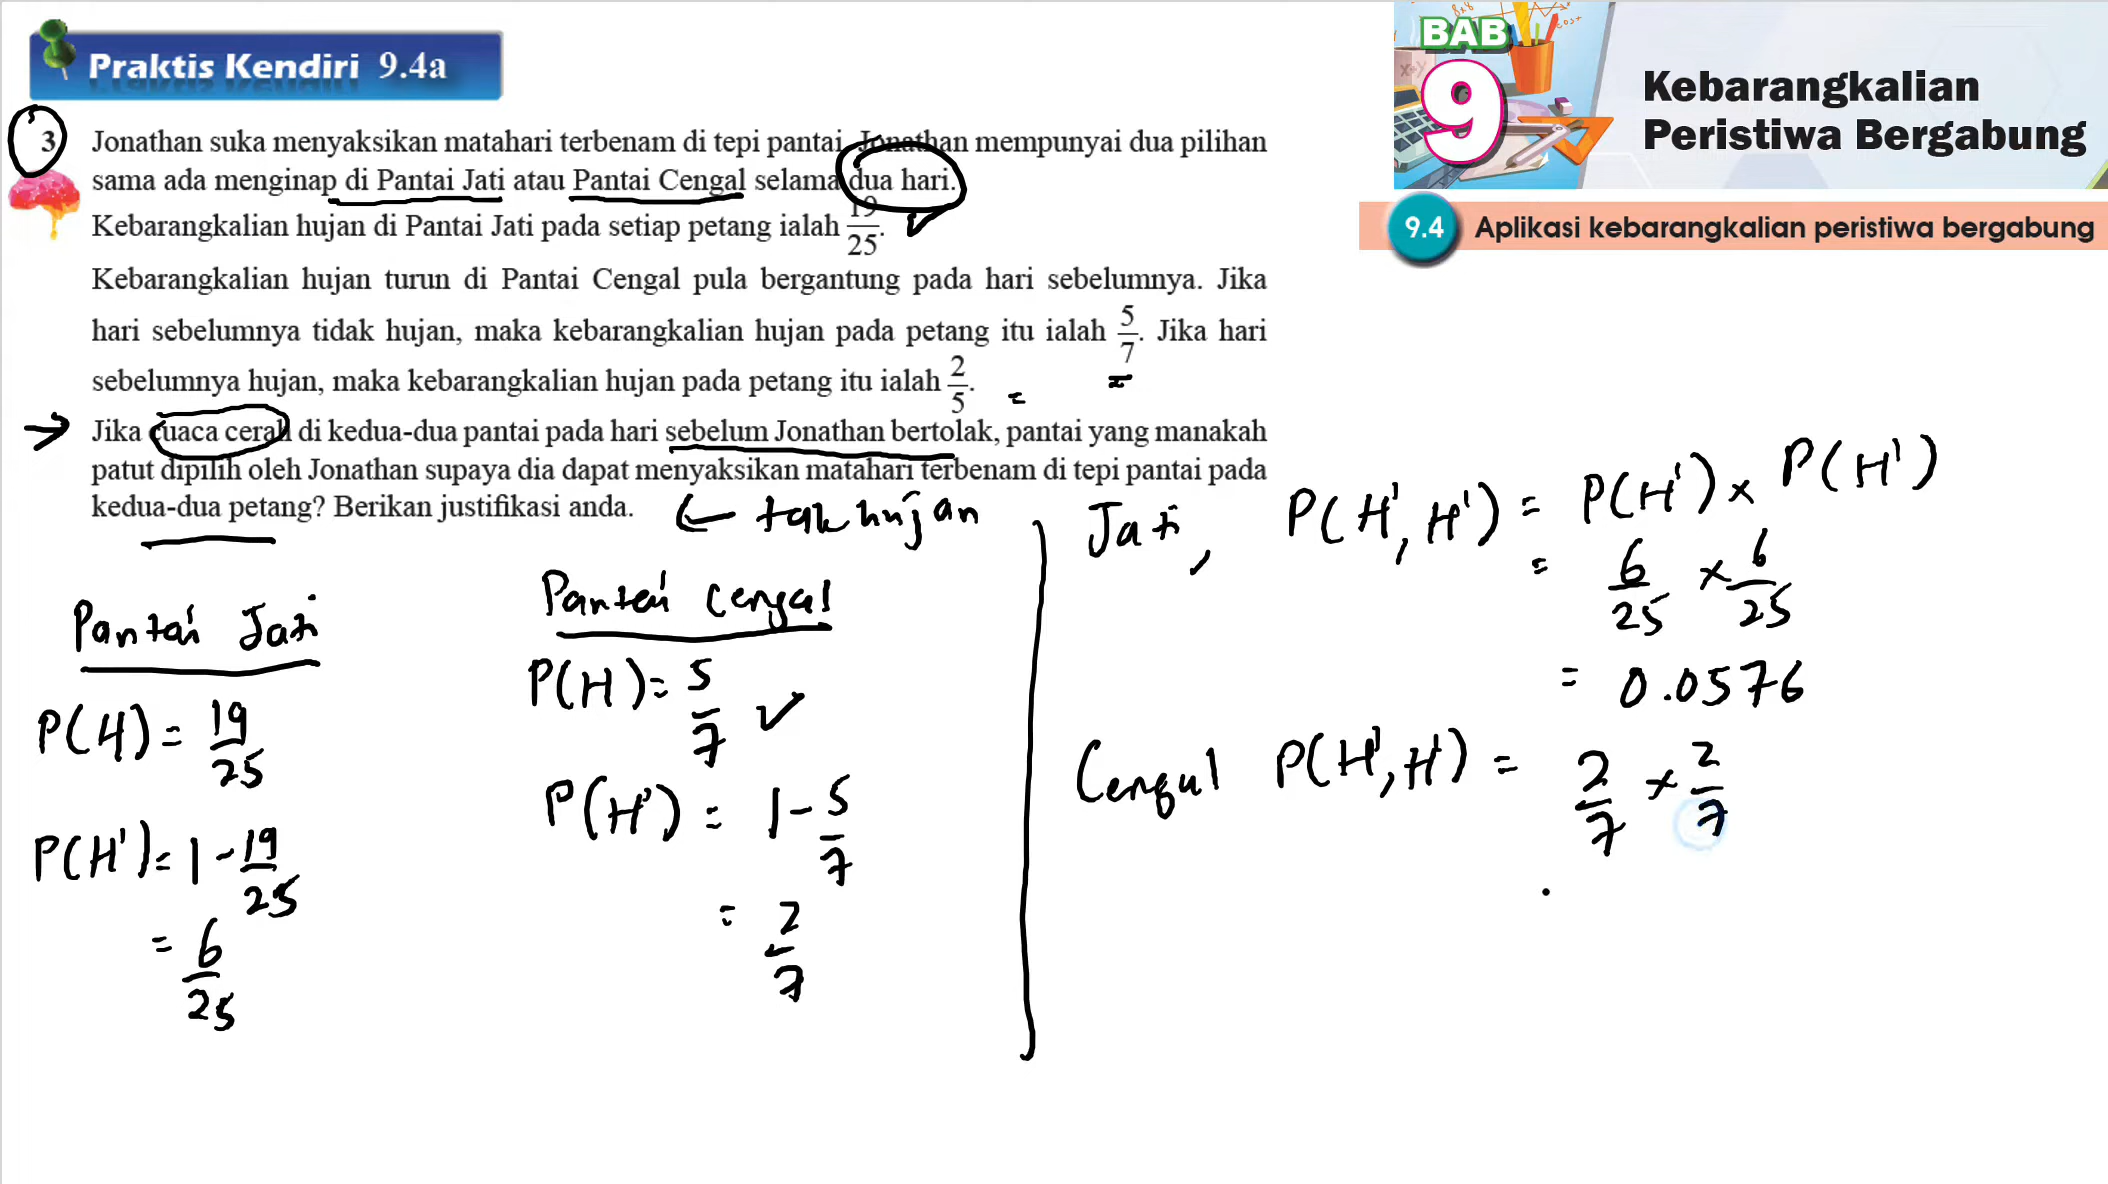 Praktis Kendiri 9.4a
BAB
9
Kebarangkalian
Peristiwa Bergabung
9.4 Aplikasi kebarangkalian peristiwa bergabung
3 Jonathan suka menyaksikan matahari terbenam di tepi pantai. Jonathan mempunyai dua pilihan
sama ada menginap di Pantai Jati atau Pantai Cengal selama dua hari.
Kebarangkalian hujan di Pantai Jati pada setiap petang ialah 19/25.
Kebarangkalian hujan turun di Pantai Cengal pula bergantung pada hari sebelumnya. Jika
hari sebelumnya tidak hujan, maka kebarangkalian hujan pada petang itu ialah 5/7. Jika hari
sebelumnya hujan, maka kebarangkalian hujan pada petang itu ialah 2/5.
Jika cuaca cerah di kedua-dua pantai pada hari sebelum Jonathan bertolak, pantai yang manakah
patut dipilih oleh Jonathan supaya dia dapat menyaksikan matahari terbenam di tepi pantai pada
kedua-dua petang? Berikan justifikasi anda.
← tak hujan
Pantai Jati
P(H) = 19/25
P(H') = 1 - 19/25
= 6/25
Pantai Cengal
P(H) = 5/7 ✓
P(H') = 1 - 5/7
= 2/7
Jati, P(H', H') = P(H') × P(H')
= 6/25 × 6/25
= 0.0576
Cengal P(H', H') = 2/7 × 2/7